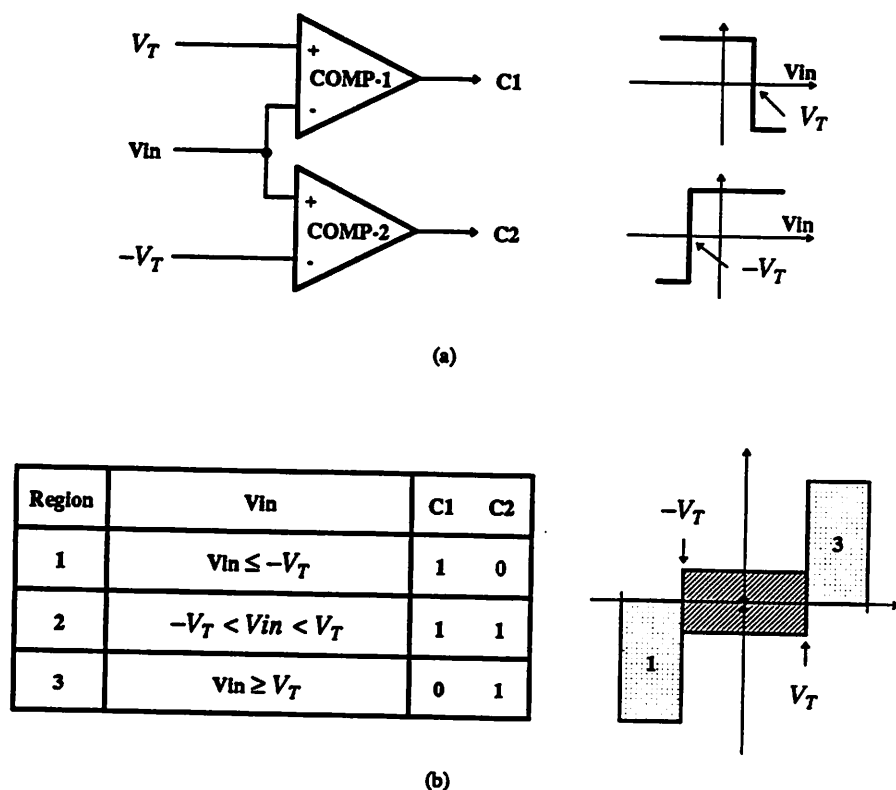 V_T
+
COMP-1
-
C1
Vin
V_T
Vin
+
COMP-2
-
C2
-V_T
Vin
-V_T
(a)
Region Vin C1 C2
1 Vin ≤ -V_T 1 0
2 -V_T < Vin < V_T 1 1
3 Vin ≥ V_T 0 1
-V_T
3
1
V_T
(b)